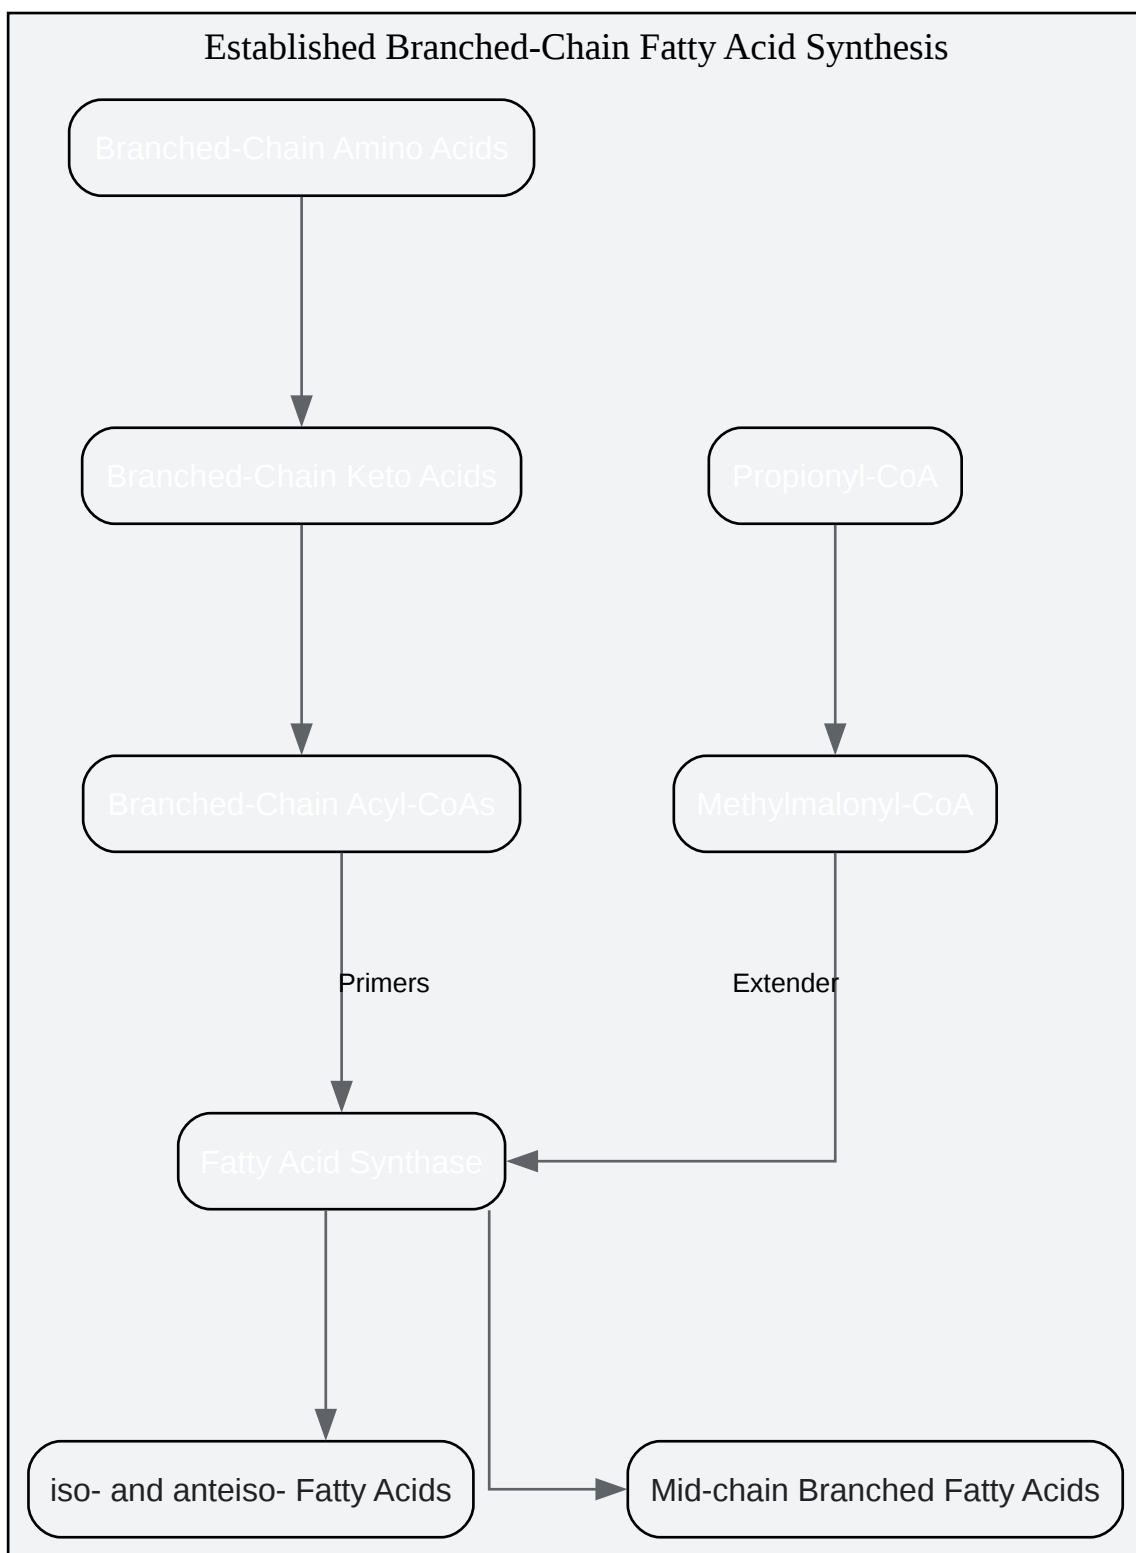 Established Branched-Chain Fatty Acid Synthesis
Branched-Chain Amino Acids
Branched-Chain Keto Acids
Propionyl-CoA
Branched-Chain Acyl-CoAs
Methylmalonyl-CoA
Primers
Extender
Fatty Acid Synthase
iso- and anteiso- Fatty Acids
Mid-chain Branched Fatty Acids